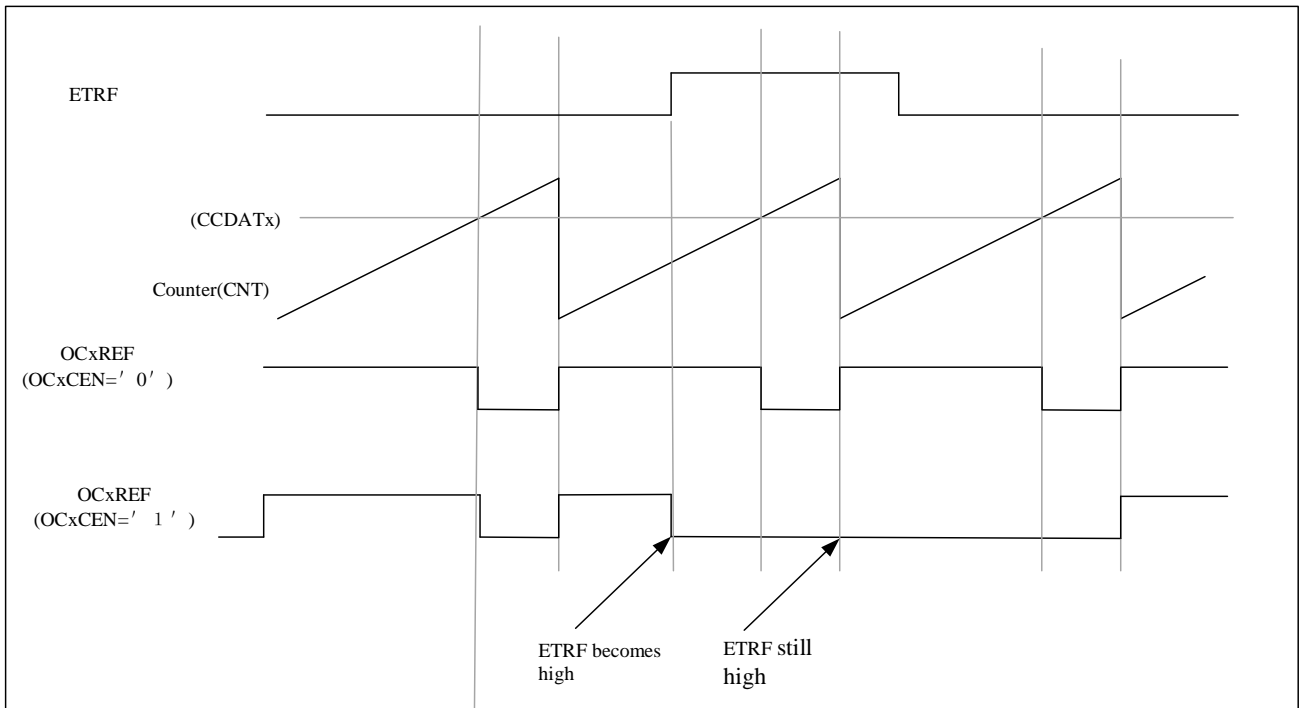 ETRF
(CCDATx)
Counter(CNT)
OCxREF
(OCxCEN=′ 0′ )
OCxREF
(OCxCEN=′ 1 ′ )
ETRF becomes
high
ETRF still
high